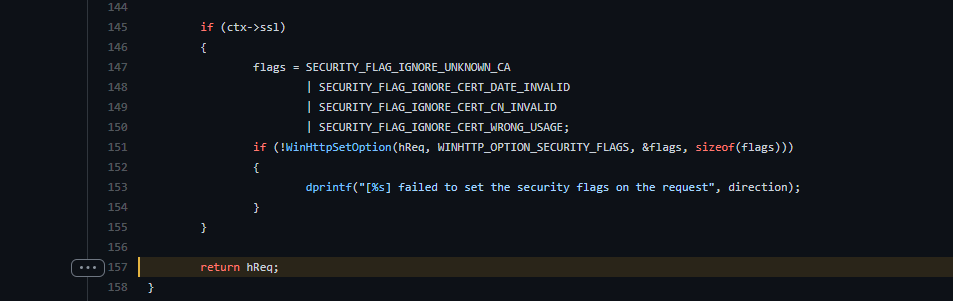 144
145 if (ctx->ssl)
146 {
147 flags = SECURITY_FLAG_IGNORE_UNKNOWN_CA
148 | SECURITY_FLAG_IGNORE_CERT_DATE_INVALID
149 | SECURITY_FLAG_IGNORE_CERT_CN_INVALID
150 | SECURITY_FLAG_IGNORE_CERT_WRONG_USAGE;
151 if (!WinHttpSetOption(hReq, WINHTTP_OPTION_SECURITY_FLAGS, &flags, sizeof(flags)))
152 {
153 dprintf("[%s] failed to set the security flags on the request", direction);
154 }
155 }
156
157 return hReq;
158 }